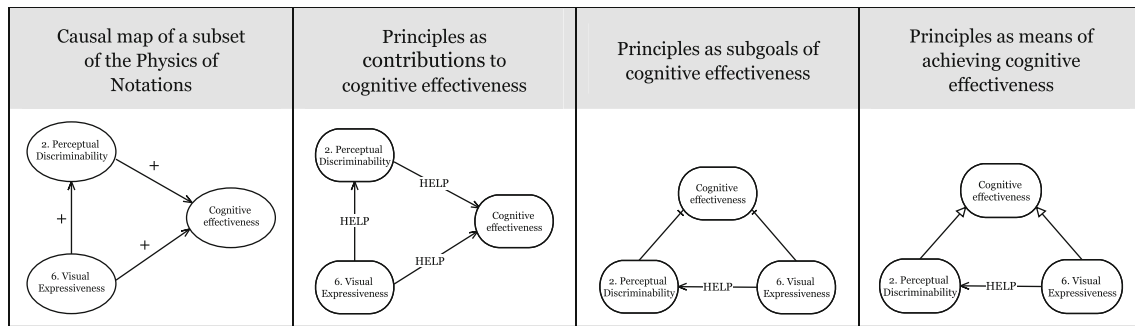 Causal map of a subset
of the Physics of
Notations
Principles as
contributions to
cognitive effectiveness
Principles as subgoals of
cognitive effectiveness
Principles as means of
achieving cognitive
effectiveness
2. Perceptual
Discriminability
+
+
Cognitive
effectiveness
+
6. Visual
Expressiveness
2. Perceptual
Discriminability
HELP
HELP
Cognitive
effectiveness
HELP
6. Visual
Expressiveness
Cognitive
effectiveness
2. Perceptual
Discriminability
HELP
6. Visual
Expressiveness
Cognitive
effectiveness
2. Perceptual
Discriminability
HELP
6. Visual
Expressiveness